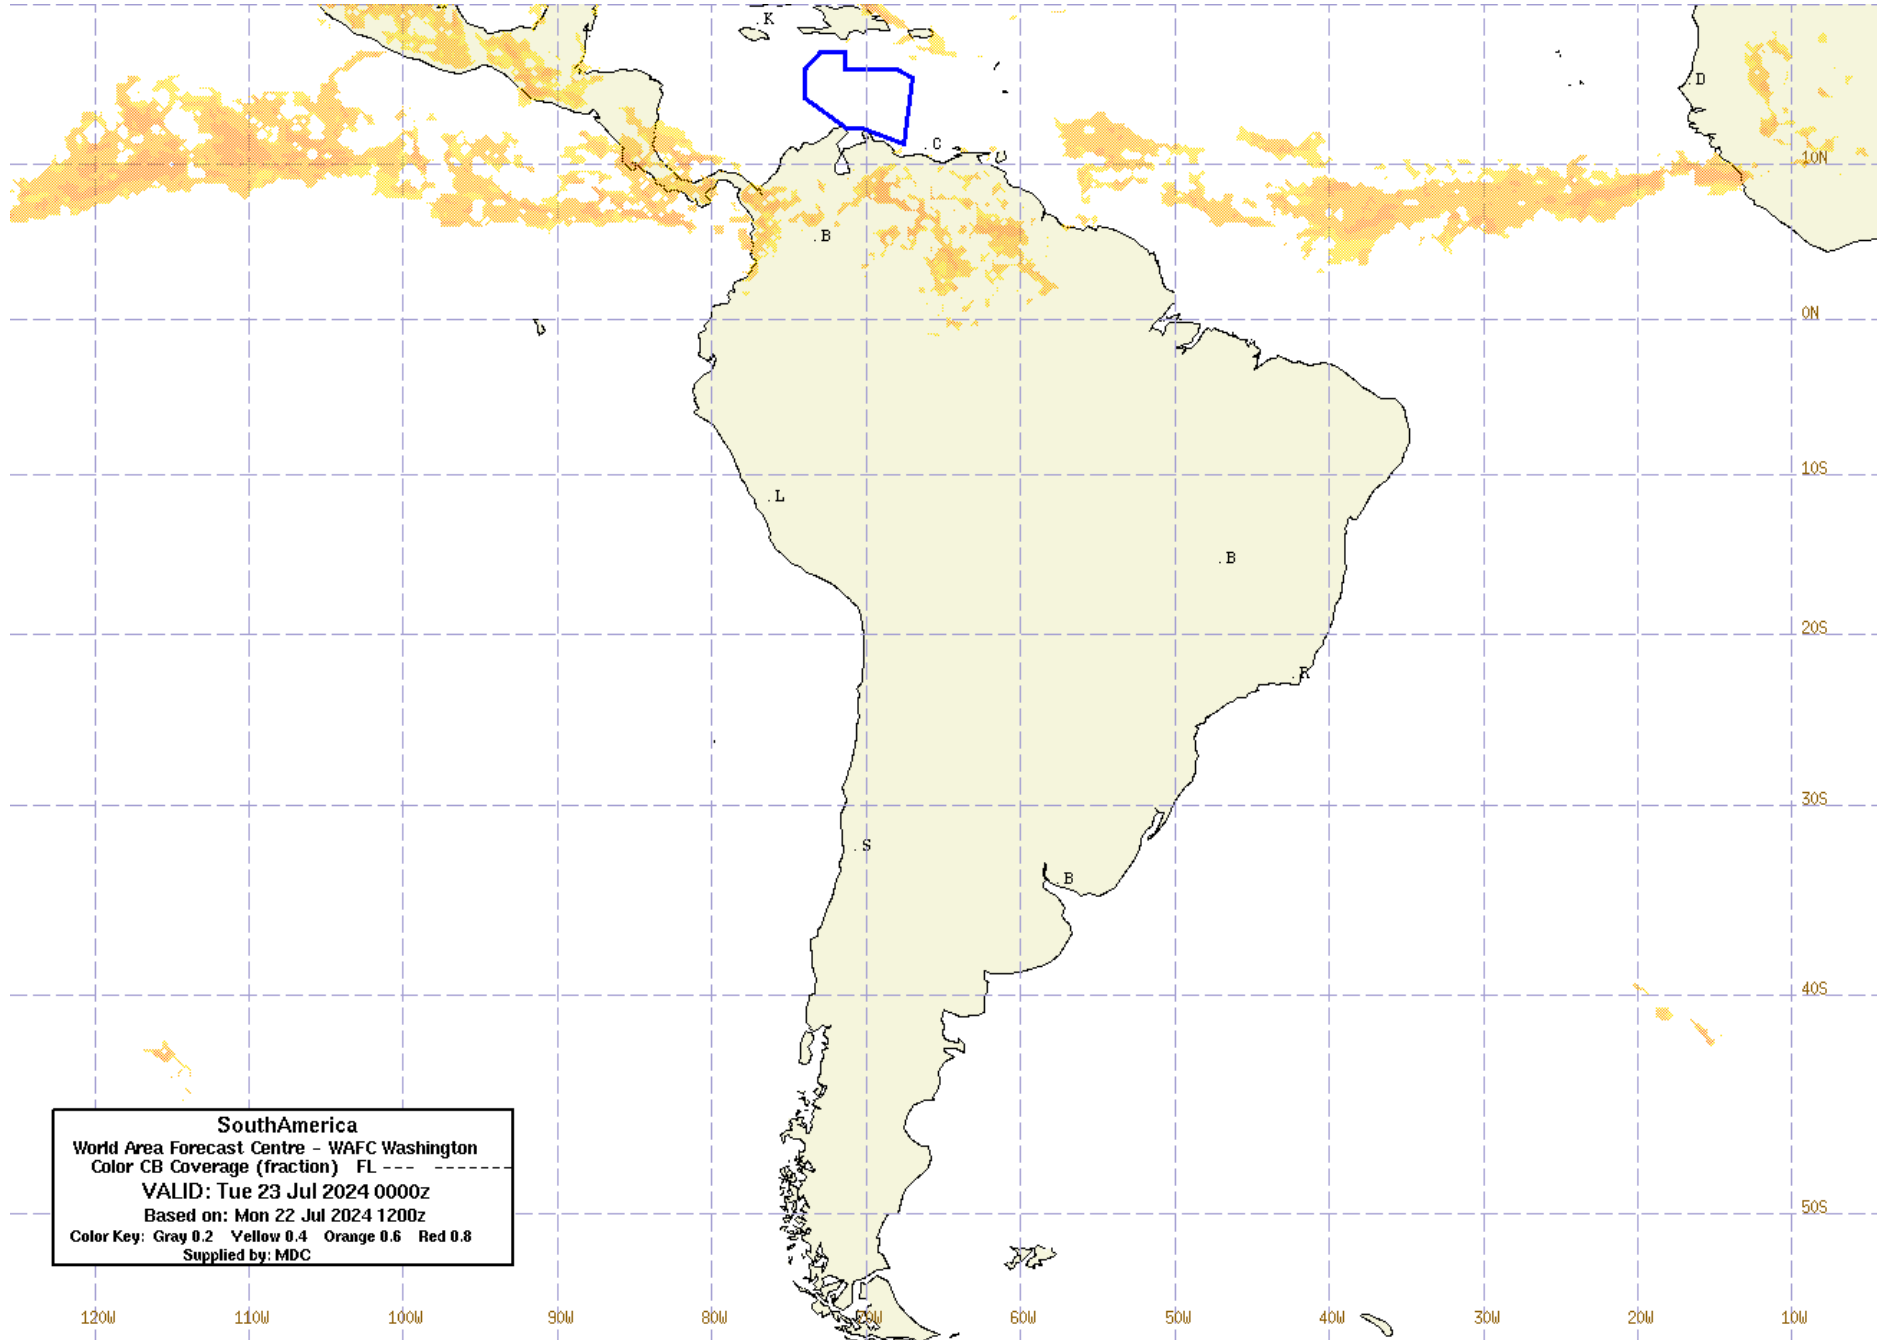 K
D
C
10N
B
0N
L
10S
B
20S
R
30S
S
B
40S
SouthAmerica
World Area Forecast Centre – WAFC Washington
Color CB Coverage (fraction) FL --- -------
VALID: Tue 23 Jul 2024 0000z
Based on: Mon 22 Jul 2024 1200z
Color Key: Gray 0.2 Yellow 0.4 Orange 0.6 Red 0.8
Supplied by: MDC
50S
120W 110W 100W 90W 80W 70W 60W 50W 40W 30W 20W 10W